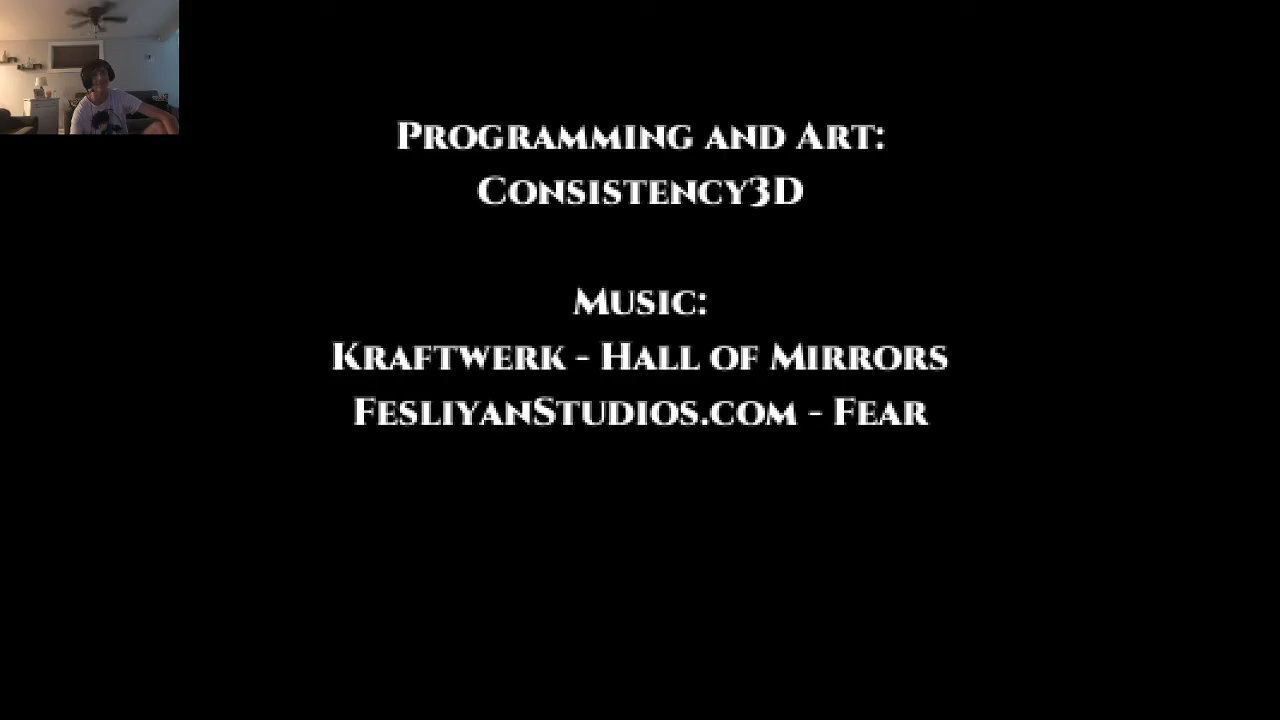 Programming and Art:
Consistency3D
Music:
Kraftwerk - Hall of Mirrors
FesliyanStudios.com - Fear